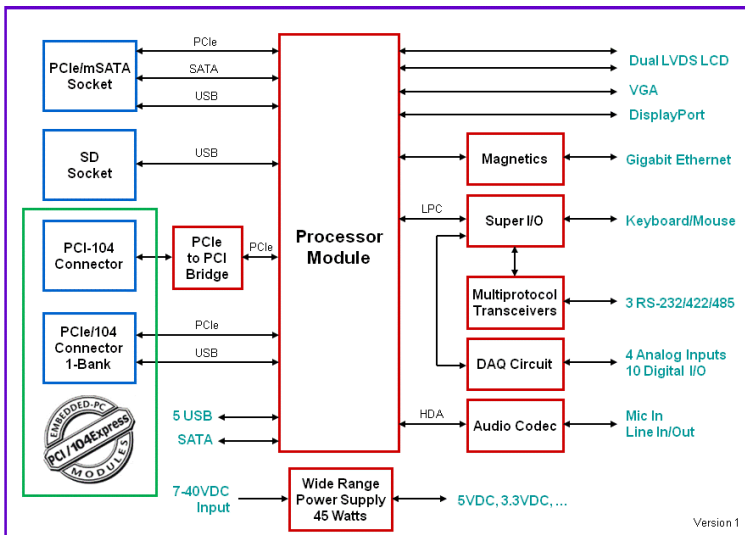 PCIe/mSATA
Socket
PCIe
SATA
USB
SD
Socket
USB
PCI-104
Connector
PCIe
to PCI
Bridge
PCIe
PCIe/104
Connector
1-Bank
PCIe
USB
EMBEDDED-PC
PCI/104Express
MODULES
5 USB
SATA
Processor
Module
Dual LVDS LCD
VGA
DisplayPort
Magnetics
Gigabit Ethernet
LPC
Super I/O
Keyboard/Mouse
Multiprotocol
Transceivers
3 RS-232/422/485
DAQ Circuit
4 Analog Inputs
10 Digital I/O
HDA
Audio Codec
Mic In
Line In/Out
7-40VDC
Input
Wide Range
Power Supply
45 Watts
5VDC, 3.3VDC, ...
Version 1